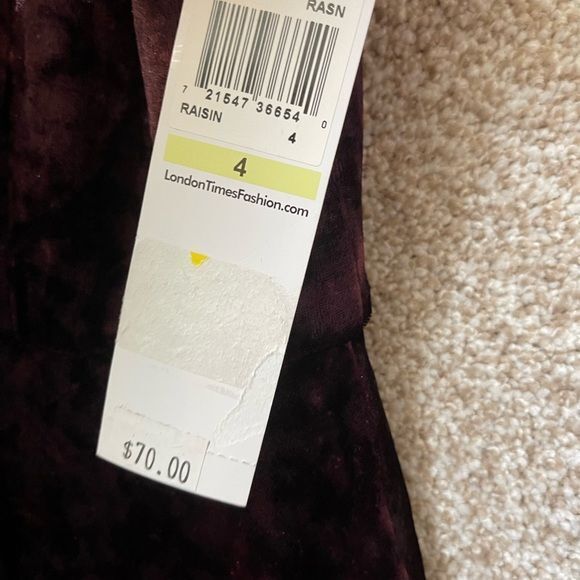 RASN
7 21547 36654 0
RAISIN 4
4
LondonTimesFashion.com
$70.00